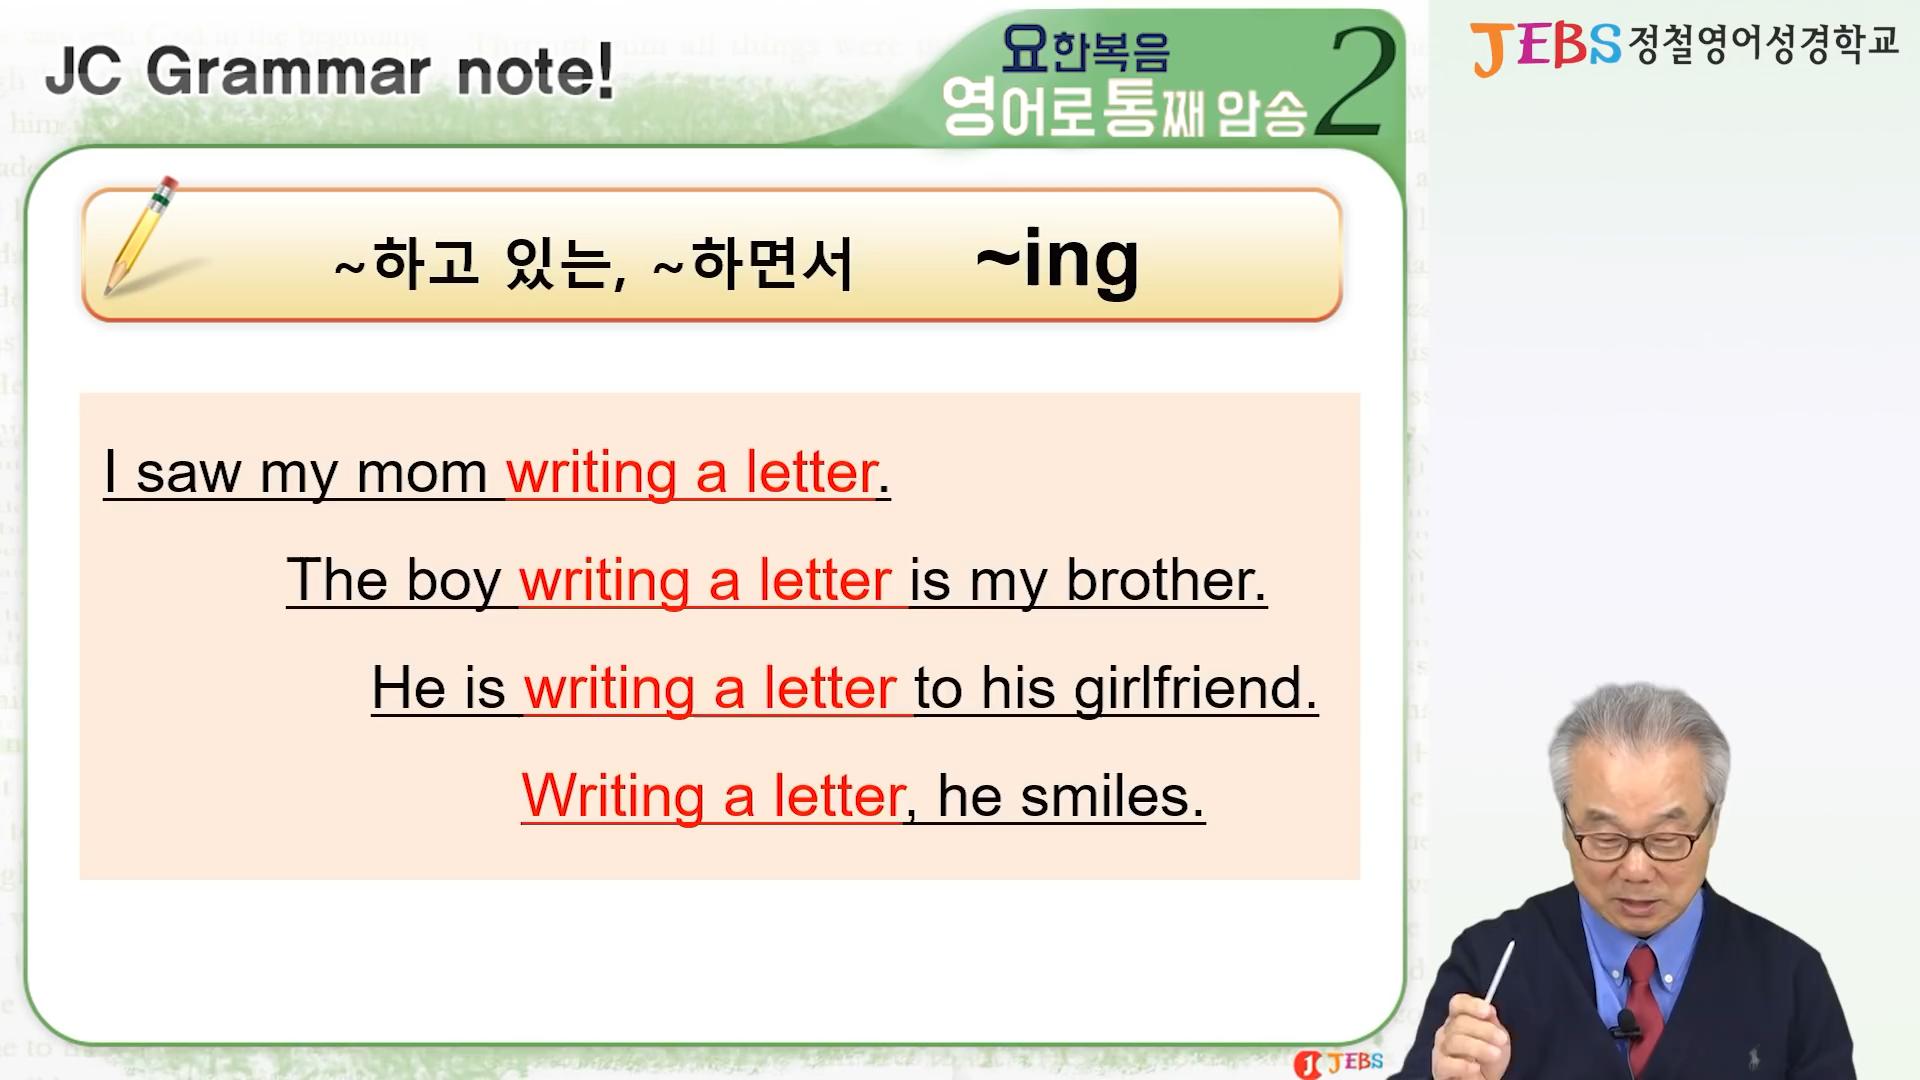 JC Grammar note!
요한복음
영어로통째 암송 2
JEBS 정철영어성경학교
~하고 있는, ~하면서 ~ing
I saw my mom writing a letter.
The boy writing a letter is my brother.
He is writing a letter to his girlfriend.
Writing a letter, he smiles.
JEBS